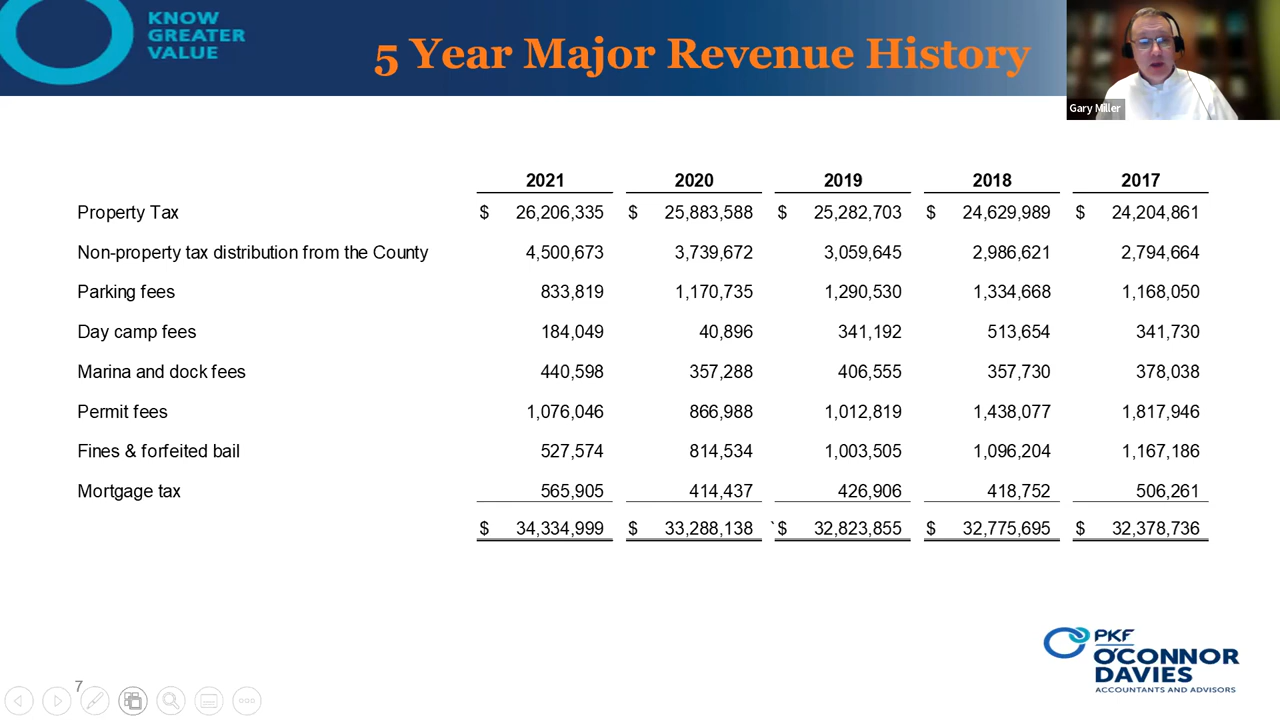 KNOW
GREATER
VALUE
5 Year Major Revenue History
Gary Miller
2021 2020 2019 2018 2017
Property Tax $ 26,206,335 $ 25,883,588 $ 25,282,703 $ 24,629,989 $ 24,204,861
Non-property tax distribution from the County 4,500,673 3,739,672 3,059,645 2,986,621 2,794,664
Parking fees 833,819 1,170,735 1,290,530 1,334,668 1,168,050
Day camp fees 184,049 40,896 341,192 513,654 341,730
Marina and dock fees 440,598 357,288 406,555 357,730 378,038
Permit fees 1,076,046 866,988 1,012,819 1,438,077 1,817,946
Fines & forfeited bail 527,574 814,534 1,003,505 1,096,204 1,167,186
Mortgage tax 565,905 414,437 426,906 418,752 506,261
$ 34,334,999 $ 33,288,138 `$ 32,823,855 $ 32,775,695 $ 32,378,736
PKF
O'CONNOR
DAVIES
ACCOUNTANTS AND ADVISORS
7